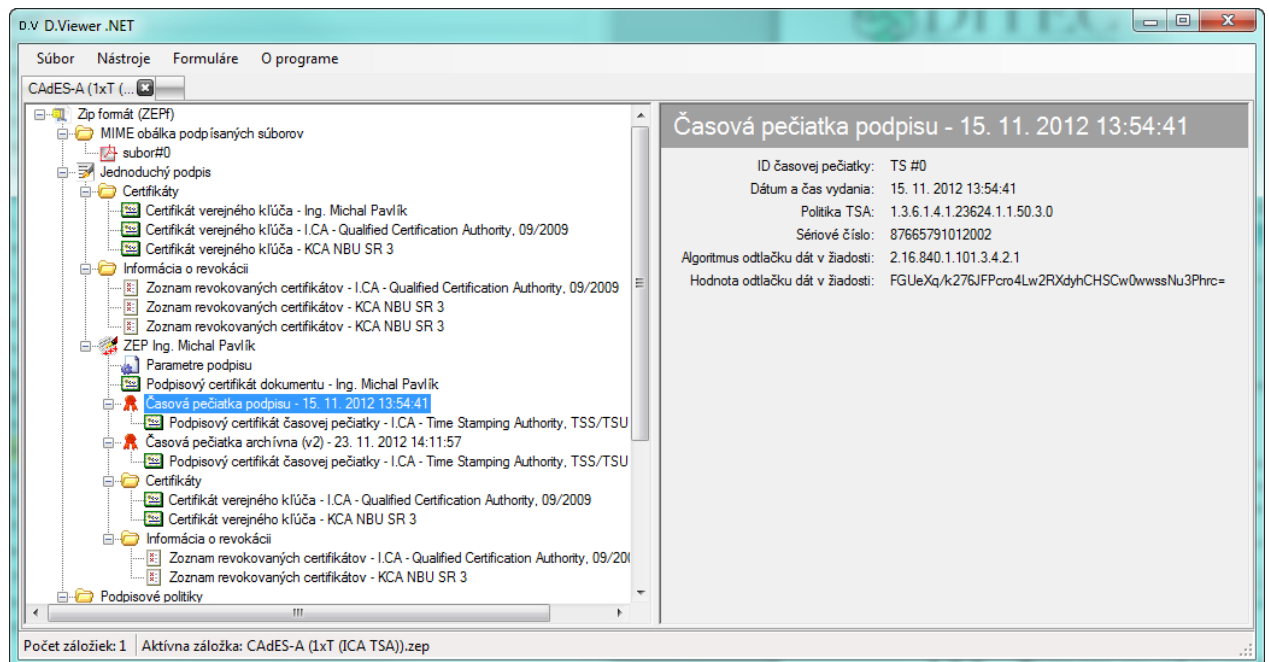 D.V D.Viewer .NET
DITEC
Súbor Nástroje Formuláre O programe
CAdES-A (1xT (...
Zip formát (ZEPf)
MIME obálka podpísaných súborov
subor#0
Jednoduchý podpis
Certifikáty
Certifikát verejného kľúča - Ing. Michal Pavlík
Certifikát verejného kľúča - I.CA - Qualified Certification Authority, 09/2009
Certifikát verejného kľúča - KCA NBU SR 3
Informácia o revokácii
Zoznam revokovaných certifikátov - I.CA - Qualified Certification Authority, 09/2009
Zoznam revokovaných certifikátov - KCA NBU SR 3
Zoznam revokovaných certifikátov - KCA NBU SR 3
ZEP Ing. Michal Pavlík
Parametre podpisu
Podpisový certifikát dokumentu - Ing. Michal Pavlík
Časová pečiatka podpisu - 15. 11. 2012 13:54:41
Podpisový certifikát časovej pečiatky - I.CA - Time Stamping Authority, TSS/TSU
Časová pečiatka archívna (v2) - 23. 11. 2012 14:11:57
Podpisový certifikát časovej pečiatky - I.CA - Time Stamping Authority, TSS/TSU
Certifikáty
Certifikát verejného kľúča - I.CA - Qualified Certification Authority, 09/2009
Certifikát verejného kľúča - KCA NBU SR 3
Informácia o revokácii
Zoznam revokovaných certifikátov - I.CA - Qualified Certification Authority, 09/200
Zoznam revokovaných certifikátov - KCA NBU SR 3
Podpisové politiky
Časová pečiatka podpisu - 15. 11. 2012 13:54:41
ID časovej pečiatky: TS #0
Dátum a čas vydania: 15. 11. 2012 13:54:41
Politika TSA: 1.3.6.1.4.1.23624.1.1.50.3.0
Sériové číslo: 87665791012002
Algoritmus odtlačku dát v žiadosti: 2.16.840.1.101.3.4.2.1
Hodnota odtlačku dát v žiadosti: FGUeXq/k276JFPcro4Lw2RXdyhCHSCw0wwssNu3Phrc=
Počet záložiek: 1 Aktívna záložka: CAdES-A (1xT (ICA TSA)).zep